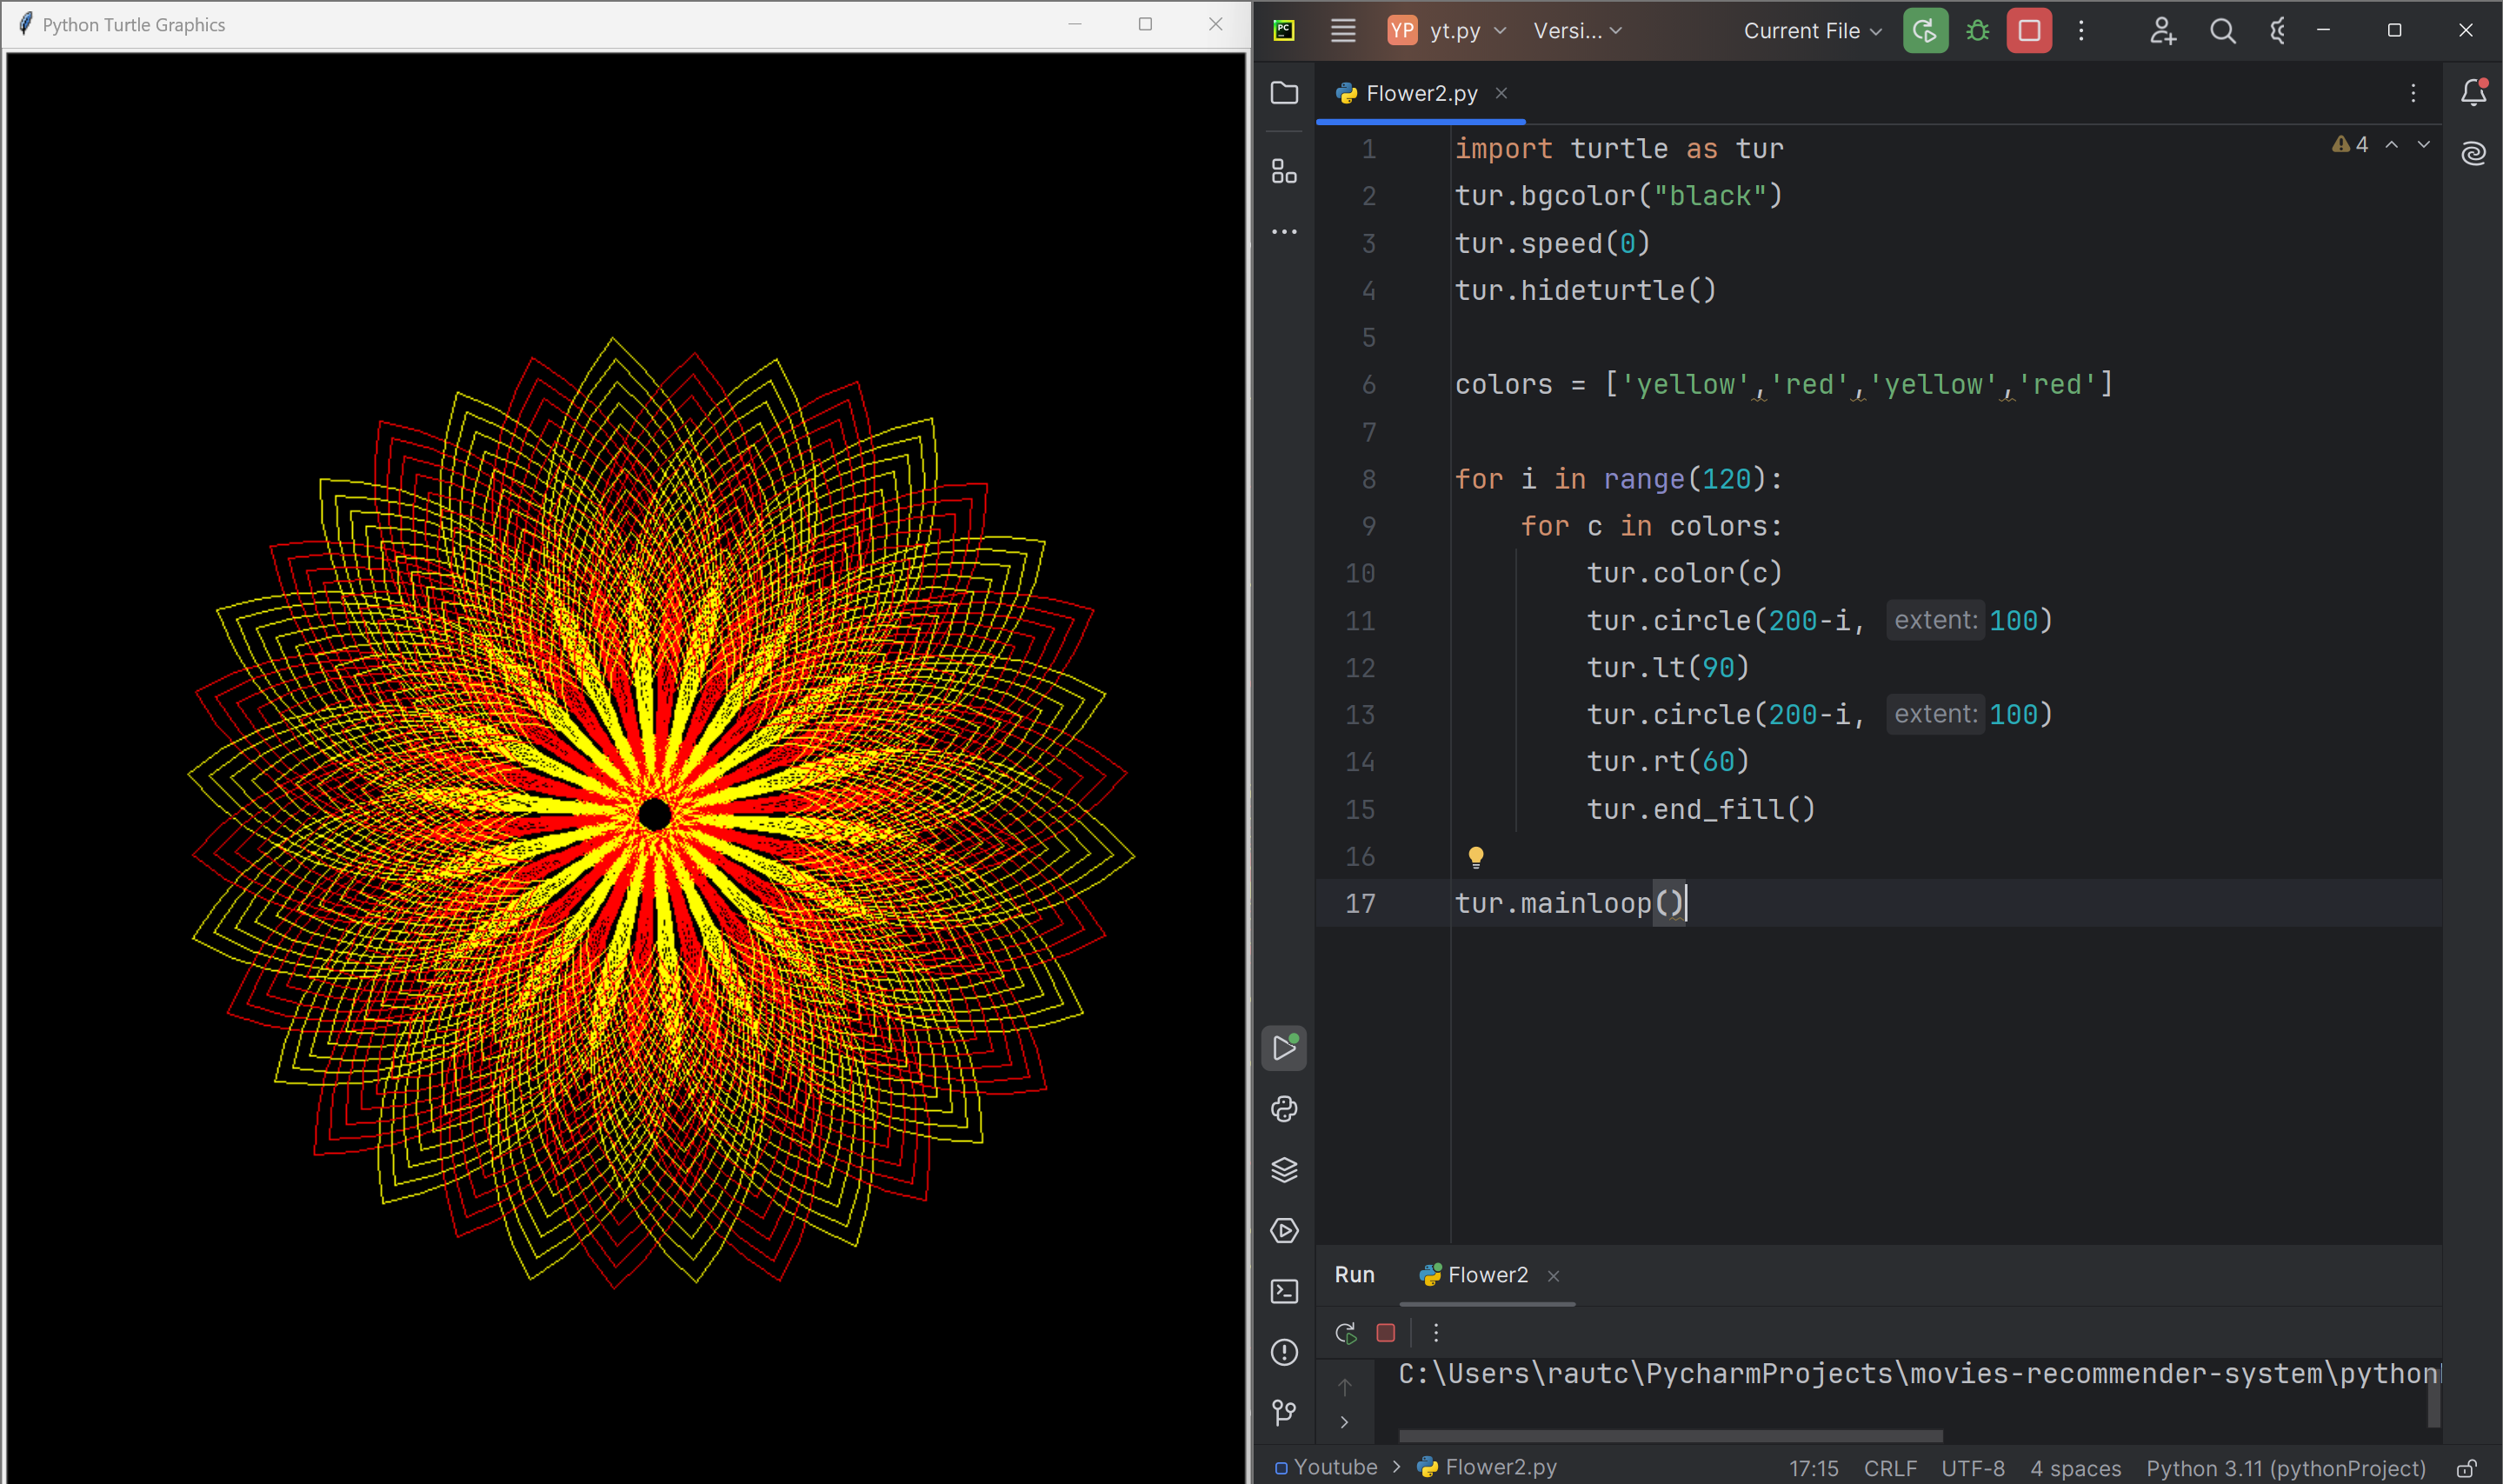 Python Turtle Graphics
PC
YP yt.py Versi... Current File
Flower2.py
4
1 import turtle as tur
2 tur.bgcolor("black")
3 tur.speed(0)
4 tur.hideturtle()
5
6 colors = ['yellow','red','yellow','red']
7
8 for i in range(120):
9     for c in colors:
10         tur.color(c)
11         tur.circle(200-i, extent: 100)
12         tur.lt(90)
13         tur.circle(200-i, extent: 100)
14         tur.rt(60)
15         tur.end_fill()
16
17 tur.mainloop()
Run Flower2
C:\Users\rautc\PycharmProjects\movies-recommender-system\python
Youtube > Flower2.py 17:15 CRLF UTF-8 4 spaces Python 3.11 (pythonProject)